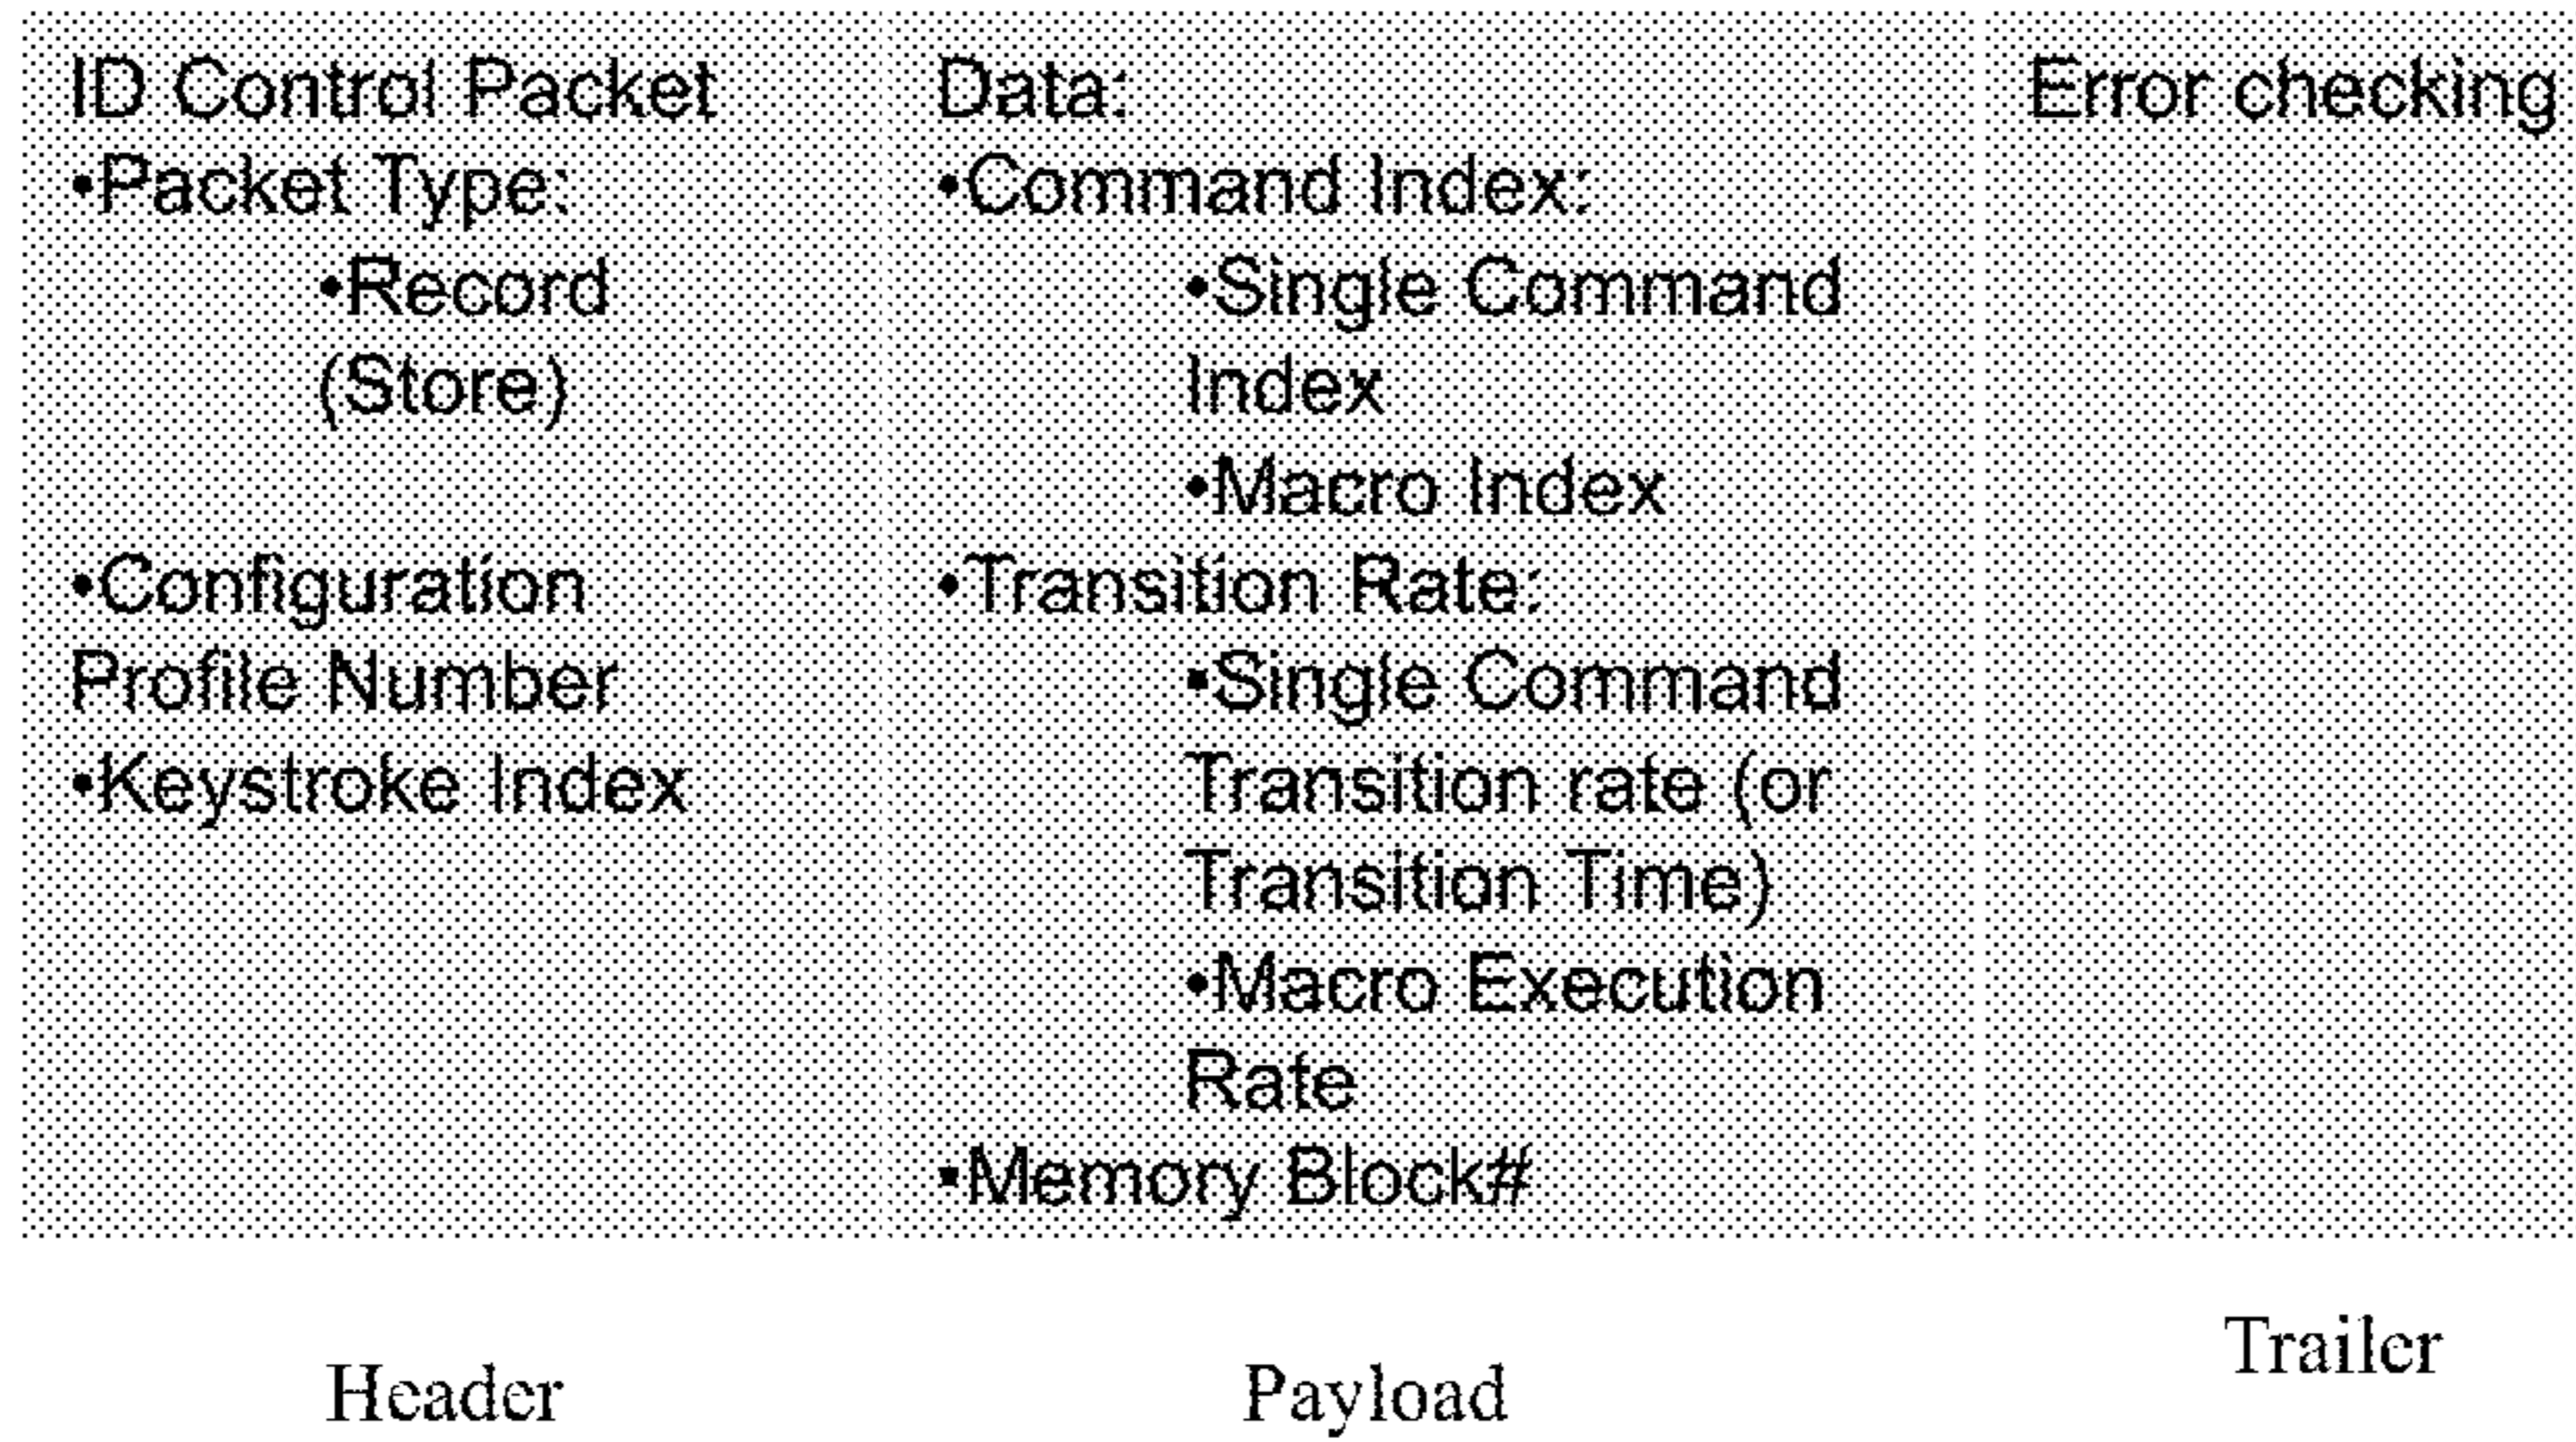 ID Control Packet
•Packet Type:
•Record
(Store)
•Configuration
Profile Number
•Keystroke Index
Data:
•Command Index:
•Single Command
Index
•Macro Index
•Transition Rate:
•Single Command
Transition rate (or
Transition Time)
•Macro Execution
Rate
•Memory Block#
Error checking
Header
Payload
Trailer